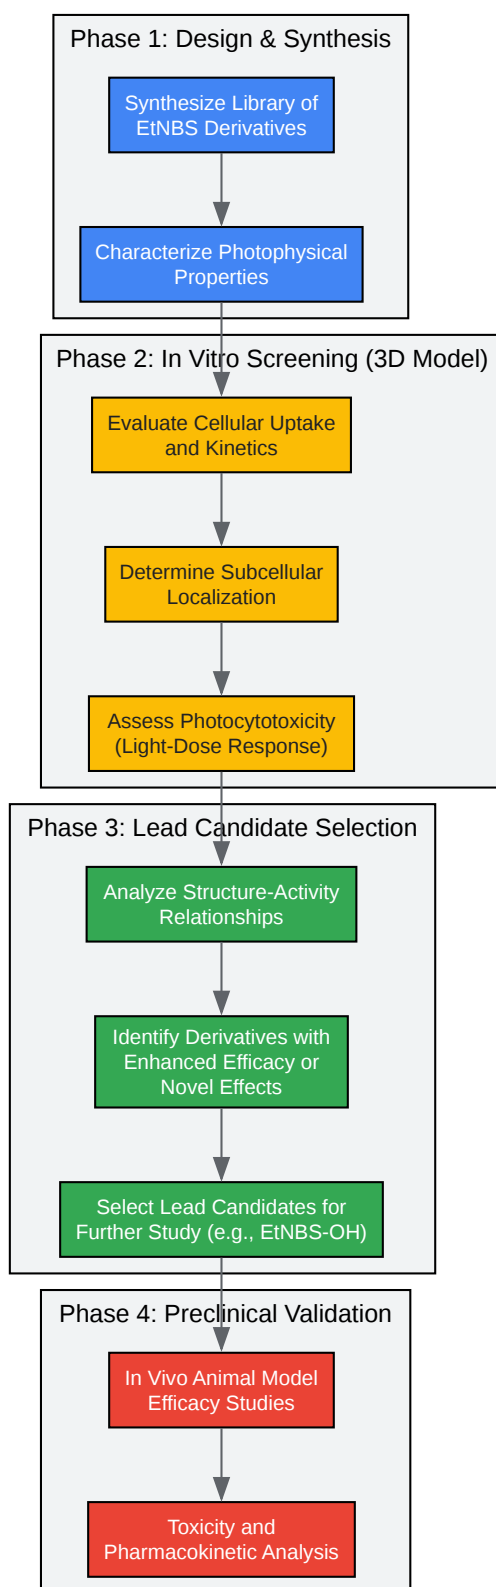 Phase 1: Design & Synthesis
Synthesize Library of
EtNBS Derivatives
Characterize Photophysical
Properties
Phase 2: In Vitro Screening (3D Model)
Evaluate Cellular Uptake
and Kinetics
Determine Subcellular
Localization
Assess Photocytotoxicity
(Light-Dose Response)
Phase 3: Lead Candidate Selection
Analyze Structure-Activity
Relationships
Identify Derivatives with
Enhanced Efficacy or
Novel Effects
Select Lead Candidates for
Further Study (e.g., EtNBS-OH)
Phase 4: Preclinical Validation
In Vivo Animal Model
Efficacy Studies
Toxicity and
Pharmacokinetic Analysis